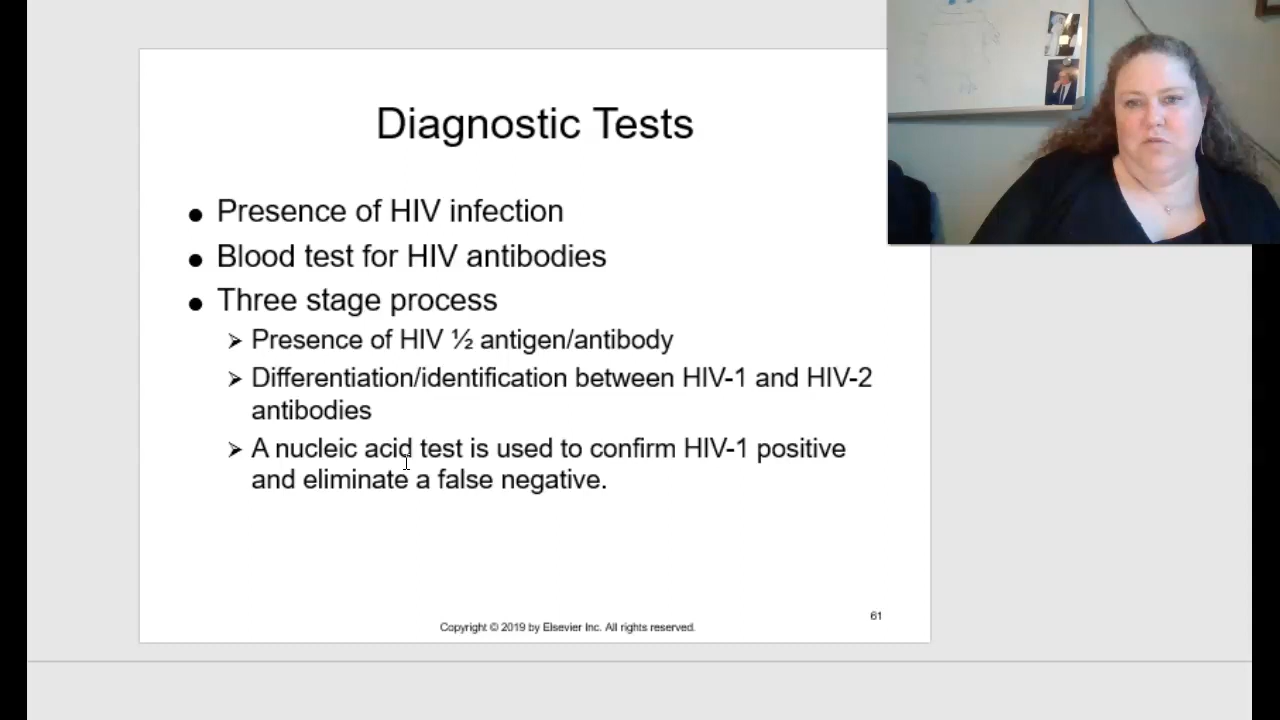 Diagnostic Tests
● Presence of HIV infection
● Blood test for HIV antibodies
● Three stage process
➢ Presence of HIV ½ antigen/antibody
➢ Differentiation/identification between HIV-1 and HIV-2
antibodies
➢ A nucleic acid test is used to confirm HIV-1 positive
and eliminate a false negative.
61
Copyright © 2019 by Elsevier Inc. All rights reserved.